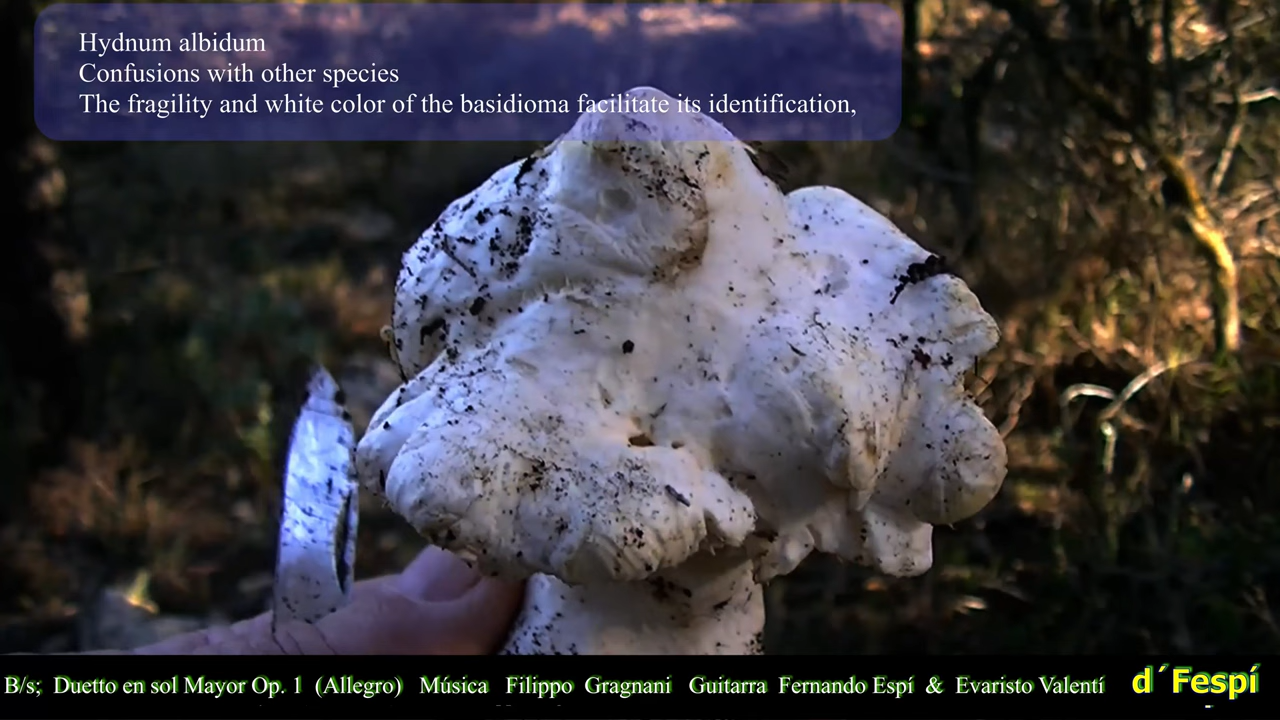 Hydnum albidum
Confusions with other species
The fragility and white color of the basidioma facilitate its identification,
B/s; Duetto en sol Mayor Op. 1 (Allegro) Música Filippo Gragnani Guitarra Fernando Espí & Evaristo Valentí d´Fespí